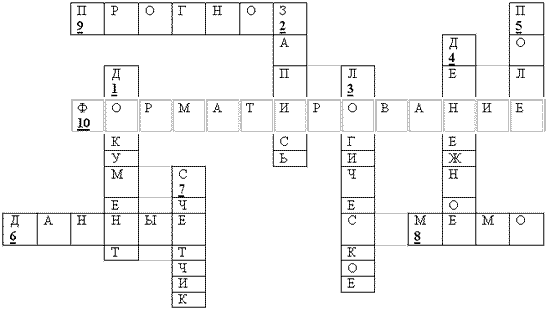 П Р О Г Н О З П
9 2 5
А Д О
4
Д П Л Е Л
1 3
Ф О Р М А Т И Р О В А Н И Е
10
К С Г Е
У Ь И Ж
М С Ч Н
7
Е Ч Е О
Д А Н Н Ы Е С М Е М О
6 8
Т Т К
Ч О
И Е
К